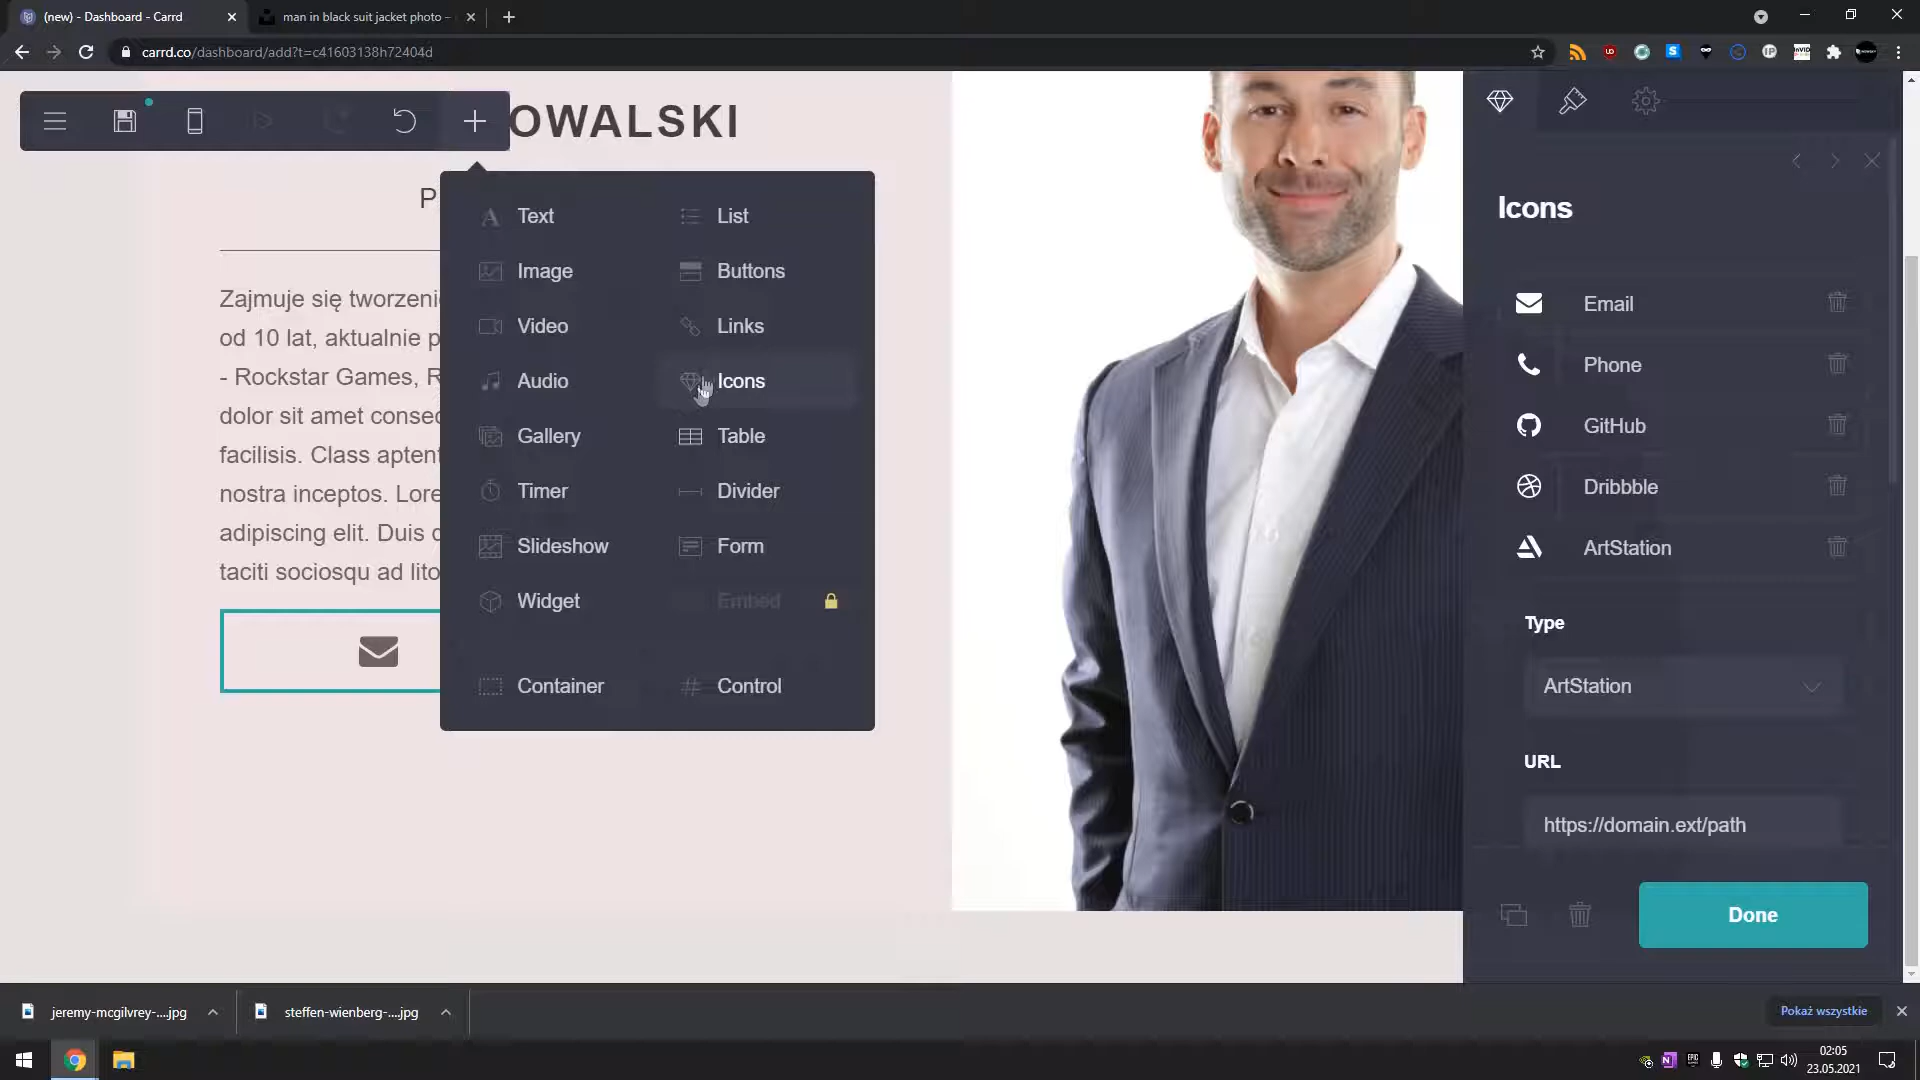 (new) - Dashboard - Carrd
man in black suit jacket photo –
carrd.co/dashboard/add?t=c41603138h72404d
OWALSKI
P
Zajmuje się tworzeni
od 10 lat, aktualnie p
- Rockstar Games, R
dolor sit amet consec
facilisis. Class aptent
nostra inceptos. Lore
adipiscing elit. Duis c
taciti sociosqu ad lito
Text
List
Image
Buttons
Video
Links
Audio
Icons
Gallery
Table
Timer
Divider
Slideshow
Form
Widget
Embed
Container
Control
Icons
Email
Phone
GitHub
Dribbble
ArtStation
Type
ArtStation
URL
https://domain.ext/path
Done
jeremy-mcgilvrey-....jpg
steffen-wienberg-....jpg
Pokaż wszystkie
02:05
23.05.2021